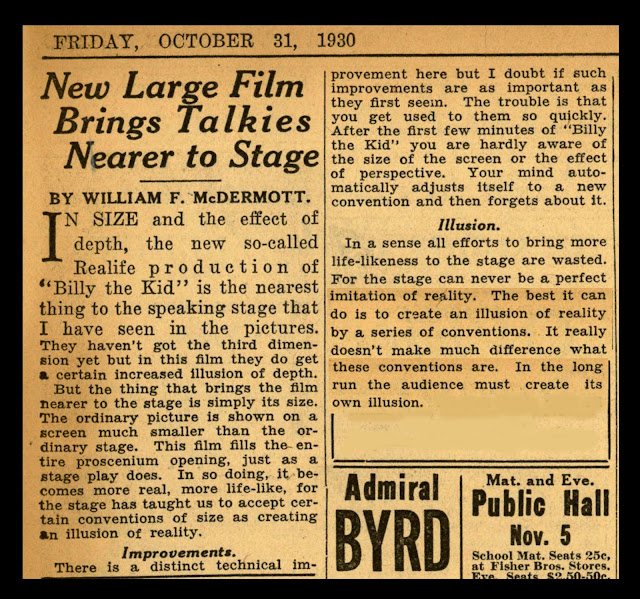 FRIDAY, OCTOBER 31, 1930
New Large Film
Brings Talkies
Nearer to Stage
BY WILLIAM F. McDERMOTT.
IN SIZE and the effect of
depth, the new so-called
Realife production of
"Billy the Kid" is the nearest
thing to the speaking stage that
I have seen in the pictures.
They haven't got the third dimen-
sion yet but in this film they do get
a certain increased illusion of depth.
But the thing that brings the film
nearer to the stage is simply its size.
The ordinary picture is shown on a
screen much smaller than the or-
dinary stage. This film fills the en-
tire proscenium opening, just as a
stage play does. In so doing, it be-
comes more real, more life-like, for
the stage has taught us to accept cer-
tain conventions of size as creating
an illusion of reality.
Improvements.
There is a distinct technical im-
provement here but I doubt if such
improvements are as important as
they first seem. The trouble is that
you get used to them so quickly.
After the first few minutes of "Billy
the Kid" you are hardly aware of
the size of the screen or the effect
of perspective. Your mind auto-
matically adjusts itself to a new
convention and then forgets about it.
Illusion.
In a sense all efforts to bring more
life-likeness to the stage are wasted.
For the stage can never be a perfect
imitation of reality. The best it can
do is to create an illusion of reality
by a series of conventions. It really
doesn't make much difference what
these conventions are. In the long
run the audience must create its
own illusion.
Admiral
BYRD
Mat. and Eve.
Public Hall
Nov. 5
School Mat. Seats 25c,
at Fisher Bros. Stores.
Eve. Seats $2.50-50c.